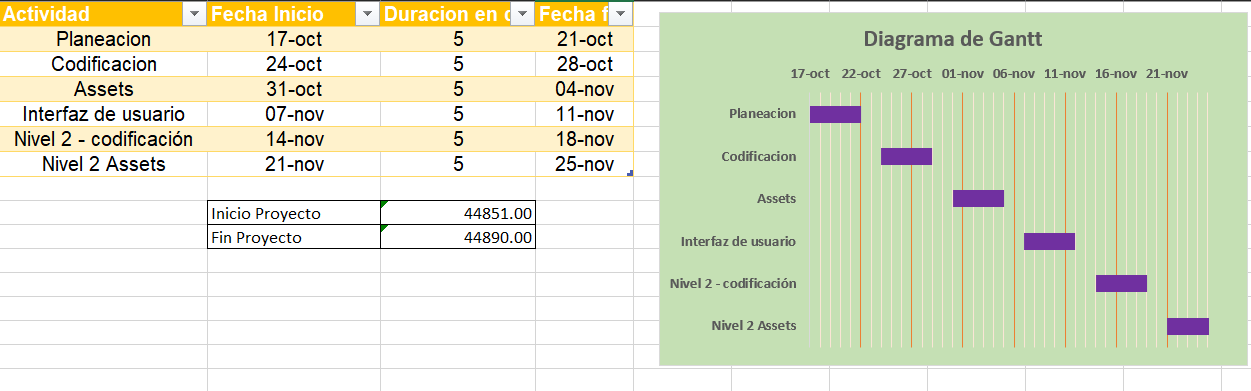 Actividad Fecha Inicio Duracion en Fecha f
Planeacion 17-oct 5 21-oct
Codificacion 24-oct 5 28-oct
Assets 31-oct 5 04-nov
Interfaz de usuario 07-nov 5 11-nov
Nivel 2 - codificación 14-nov 5 18-nov
Nivel 2 Assets 21-nov 5 25-nov
Inicio Proyecto 44851.00
Fin Proyecto 44890.00
Diagrama de Gantt
17-oct 22-oct 27-oct 01-nov 06-nov 11-nov 16-nov 21-nov
Planeacion
Codificacion
Assets
Interfaz de usuario
Nivel 2 - codificación
Nivel 2 Assets